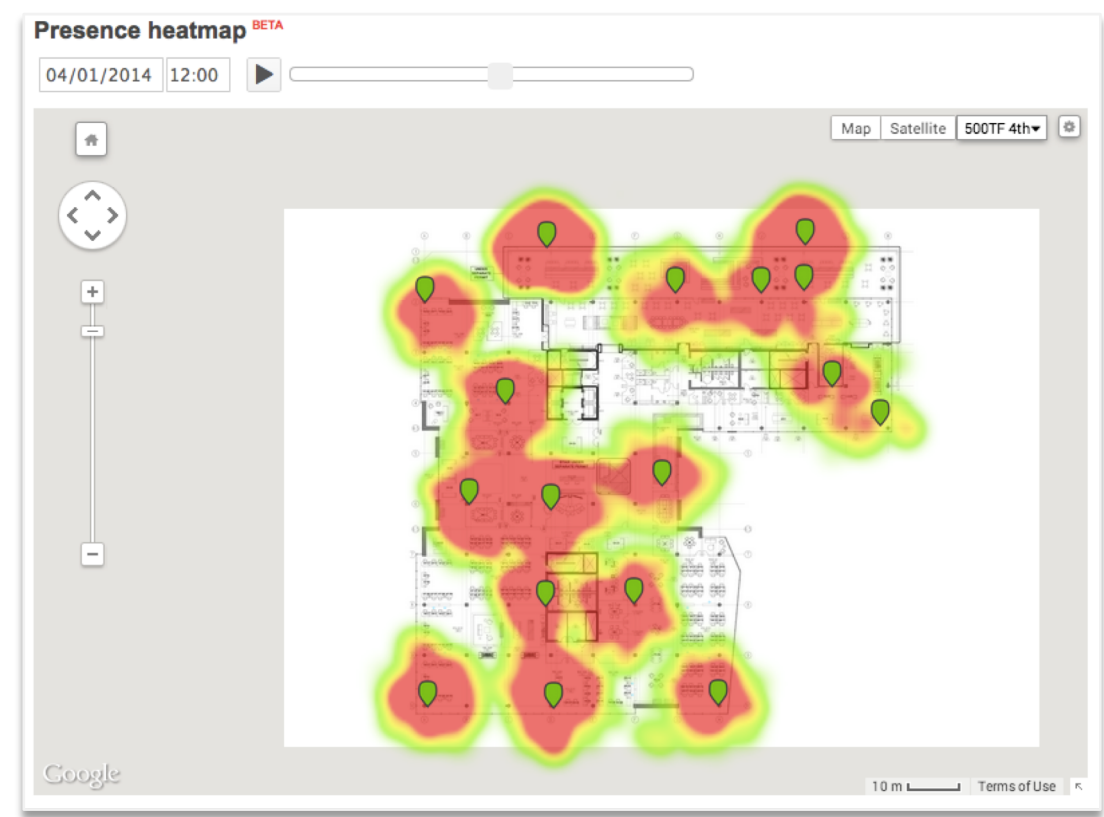 Presence heatmap BETA
04/01/2014 12:00
Map Satellite 500TF 4th
Google
10 m Terms of Use